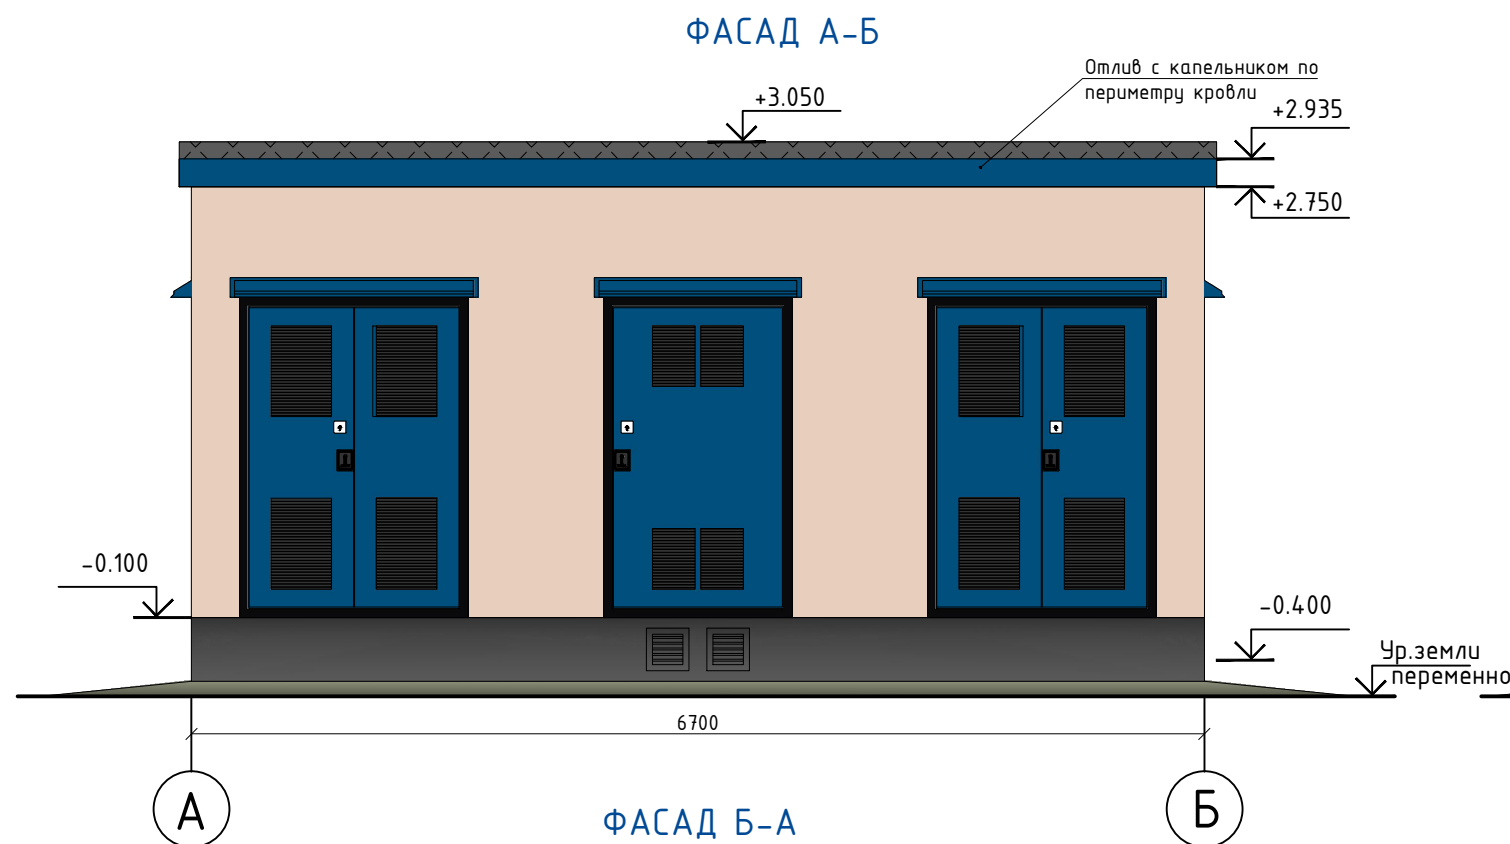 ФАСАД А-Б
Отлив с капельником по
периметру кровли
+3.050
+2.935
+2.750
-0.100
-0.400
Ур.земли
переменно
6700
А
Б
ФАСАД Б-А